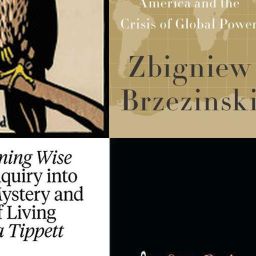 America and the
Crisis of Global Power
Zbigniew
Brzezinski
ning Wise
quiry into
ystery and
f Living
a Tippett